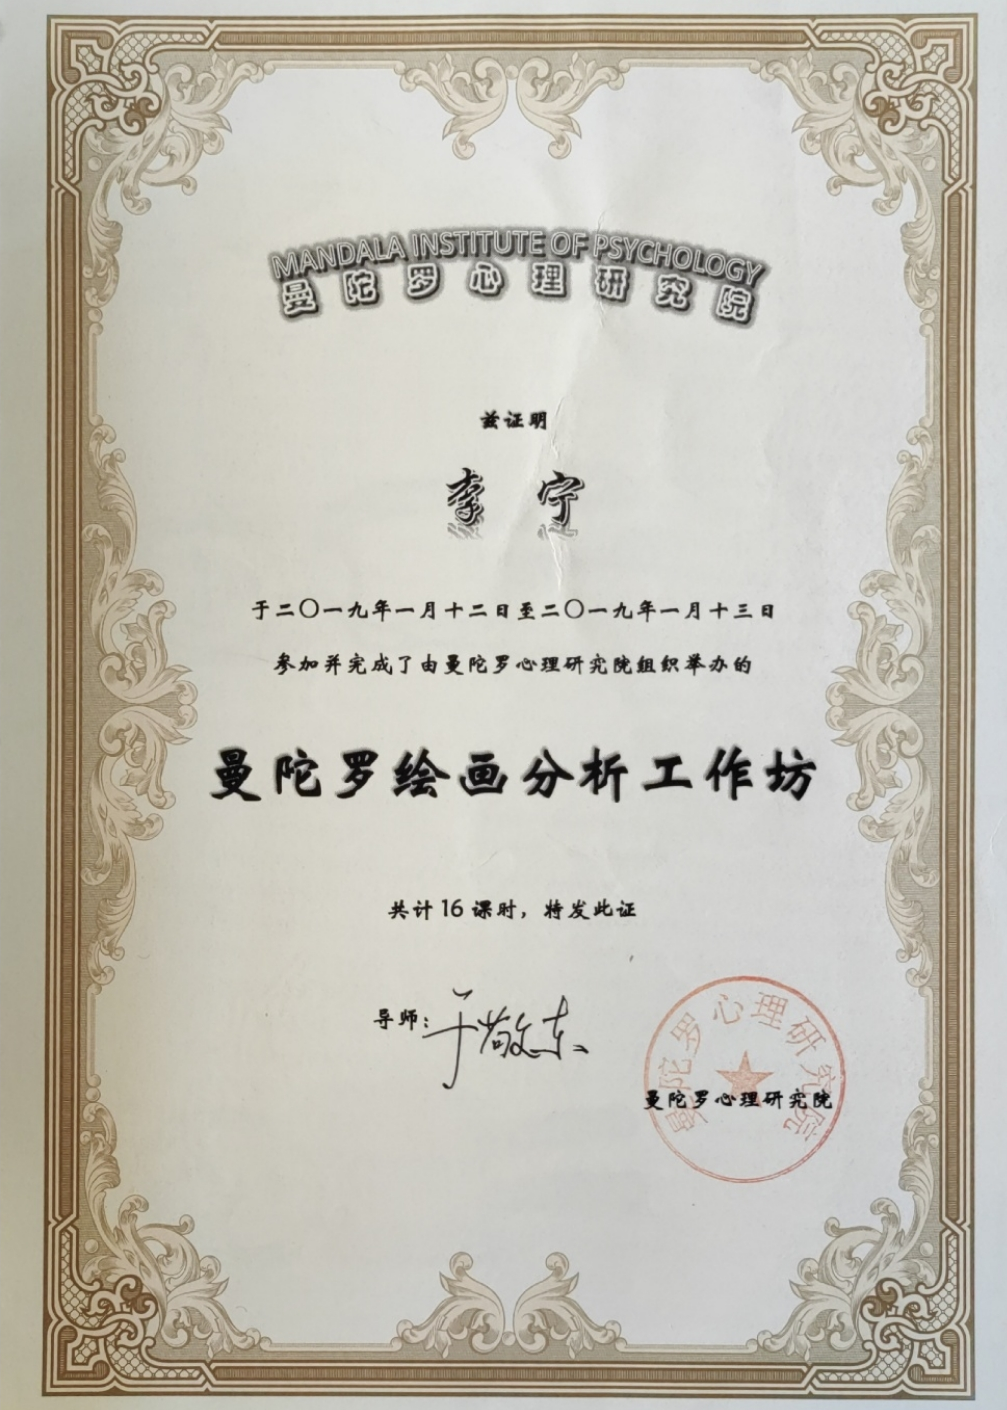 MANDALA INSTITUTE OF PSYCHOLOGY
曼陀罗心理研究院
兹证明
李 宁
于二〇一九年一月十二日至二〇一九年一月十三日
参加并完成了由曼陀罗心理研究院组织举办的
曼陀罗绘画分析工作坊
共计16课时，特发此证
导师：于敬东
曼陀罗心理研究院
曼陀罗心理研究院